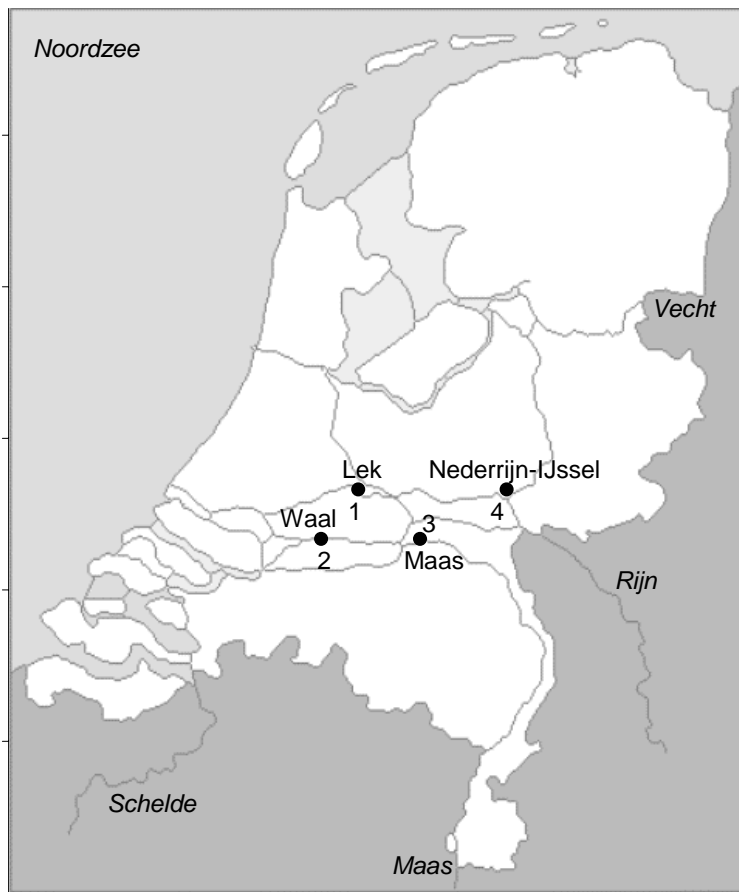 Noordzee
Vecht
Lek
Nederrijn-IJssel
1
4
Waal
3
2
Maas
Rijn
Schelde
Maas